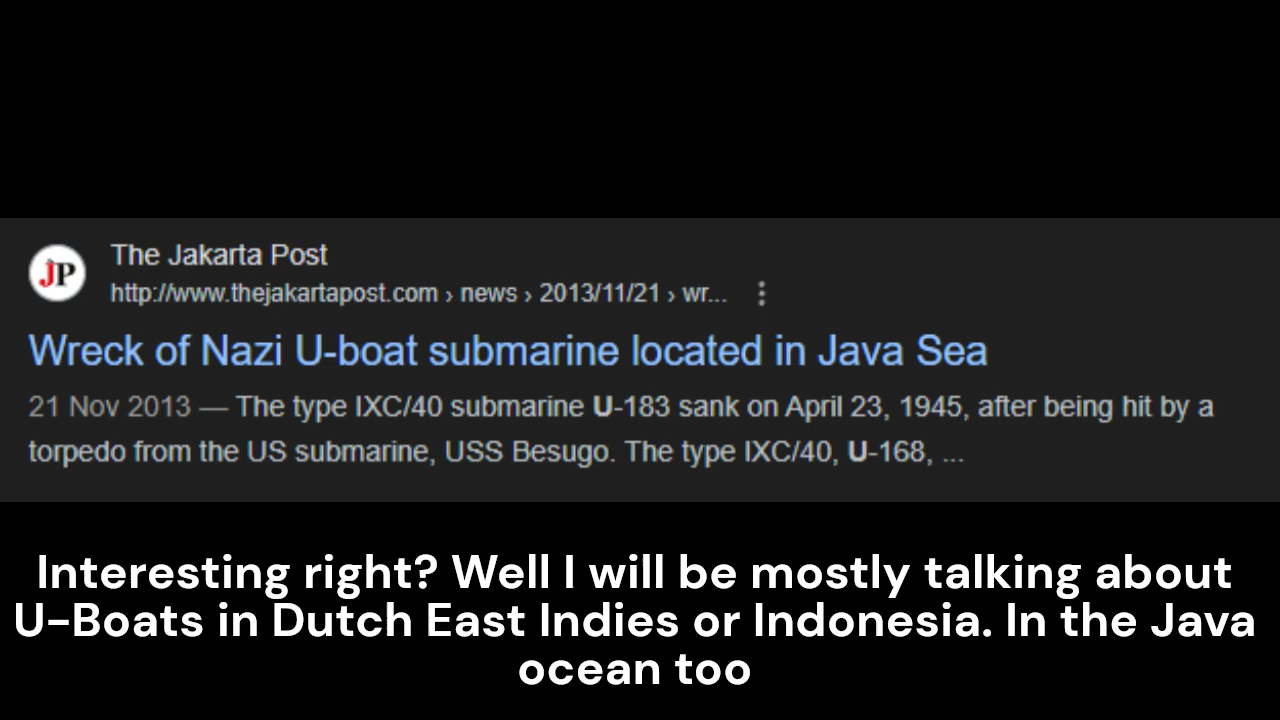 JP
The Jakarta Post
http://www.thejakartapost.com › news › 2013/11/21 › wr...
Wreck of Nazi U-boat submarine located in Java Sea
21 Nov 2013 — The type IXC/40 submarine U-183 sank on April 23, 1945, after being hit by a
torpedo from the US submarine, USS Besugo. The type IXC/40, U-168, ...
Interesting right? Well I will be mostly talking about
U-Boats in Dutch East Indies or Indonesia. In the Java
ocean too